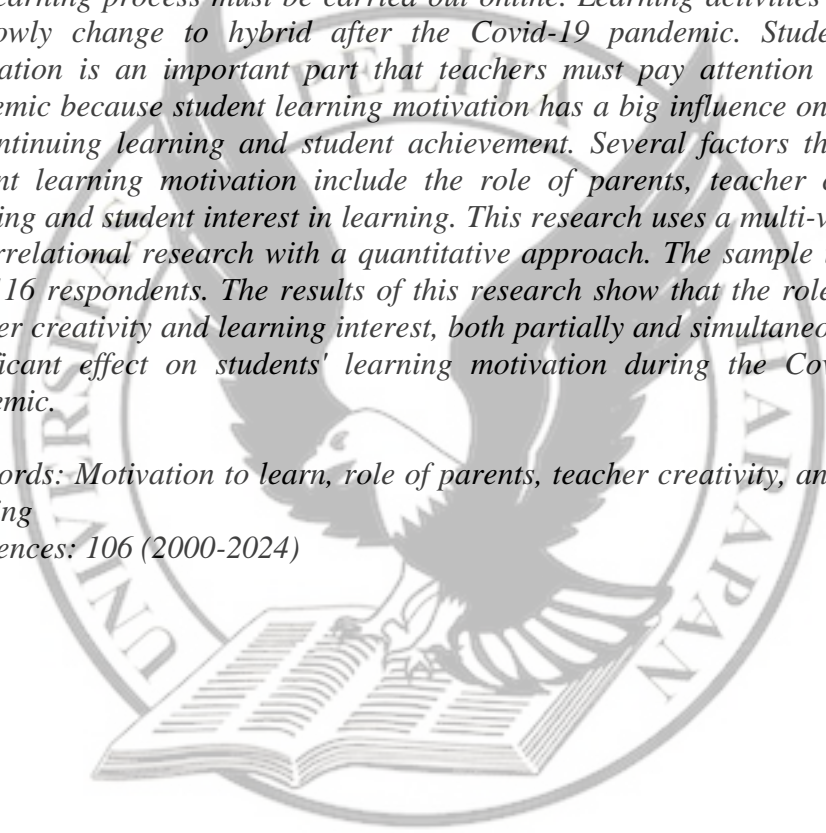 earning process must be carried out online. Learning activities
owly change to hybrid after the Covid-19 pandemic. Stude
ation is an important part that teachers must pay attention
emic because student learning motivation has a big influence on
ntinuing learning and student achievement. Several factors th
nt learning motivation include the role of parents, teacher c
ing and student interest in learning. This research uses a multi-v
rrelational research with a quantitative approach. The sample
16 respondents. The results of this research show that the role
er creativity and learning interest, both partially and simultaneo
icant effect on students' learning motivation during the Cov
emic.
ords: Motivation to learn, role of parents, teacher creativity, an
ing
ences: 106 (2000-2024)
UNIVERSITAS PELITA HARAPAN